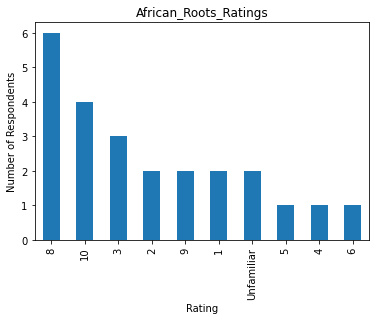 African_Roots_Ratings
Number of Respondents
6
5
4
3
2
1
0
8 10 3 2 9 1 Unfamiliar 5 4 6
Rating